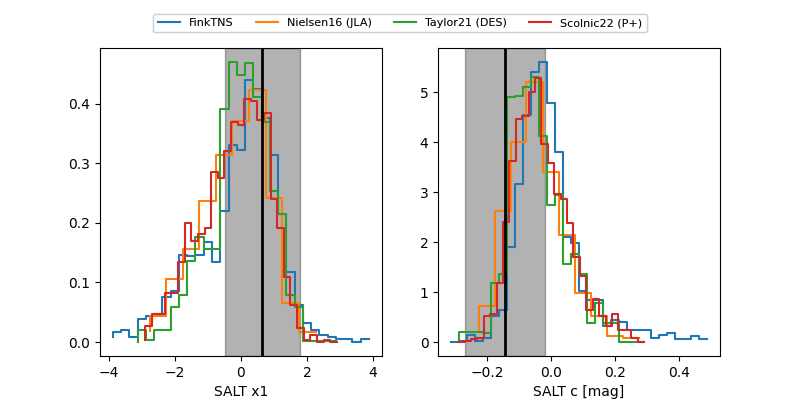 FinkTNS Nielsen16 (JLA) Taylor21 (DES) Scolnic22 (P+)
0.4
0.3
0.2
0.1
0.0
−4 −2 0 2 4
SALT x1
5
4
3
2
1
0
−0.2 0.0 0.2 0.4
SALT c [mag]